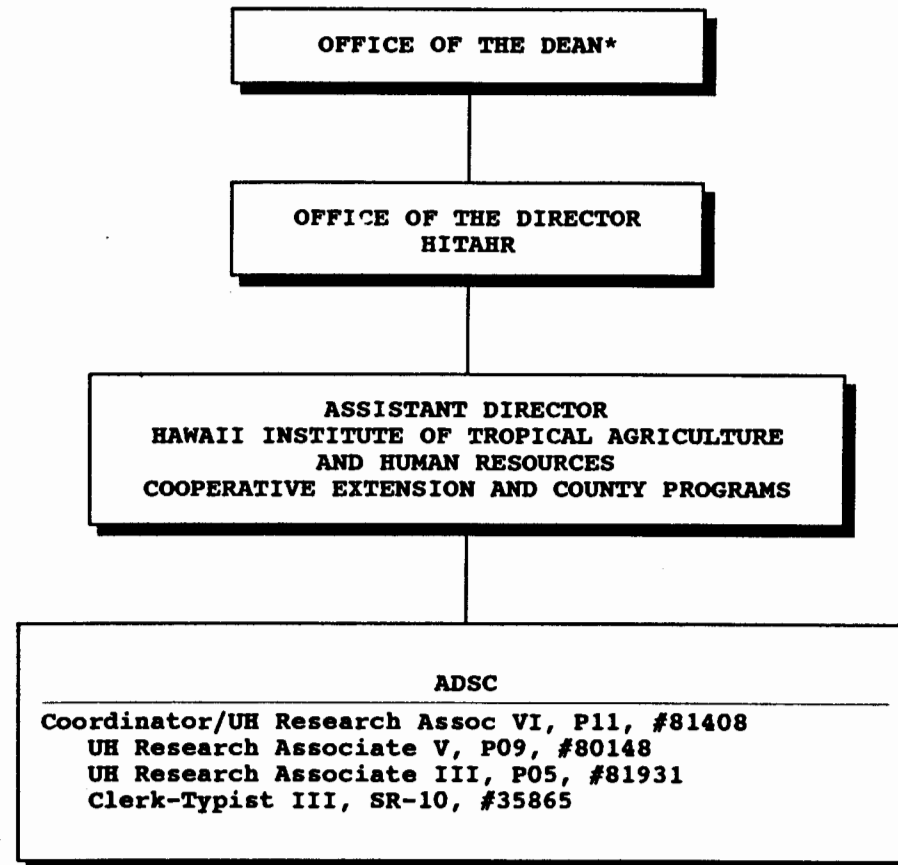 OFFICE OF THE DEAN*
OFFICE OF THE DIRECTOR
HITAHR
ASSISTANT DIRECTOR
HAWAII INSTITUTE OF TROPICAL AGRICULTURE
AND HUMAN RESOURCES
COOPERATIVE EXTENSION AND COUNTY PROGRAMS
ADSC
Coordinator/UH Research Assoc VI, P11, #81408
UH Research Associate V, P09, #80148
UH Research Associate III, P05, #81931
Clerk-Typist III, SR-10, #35865